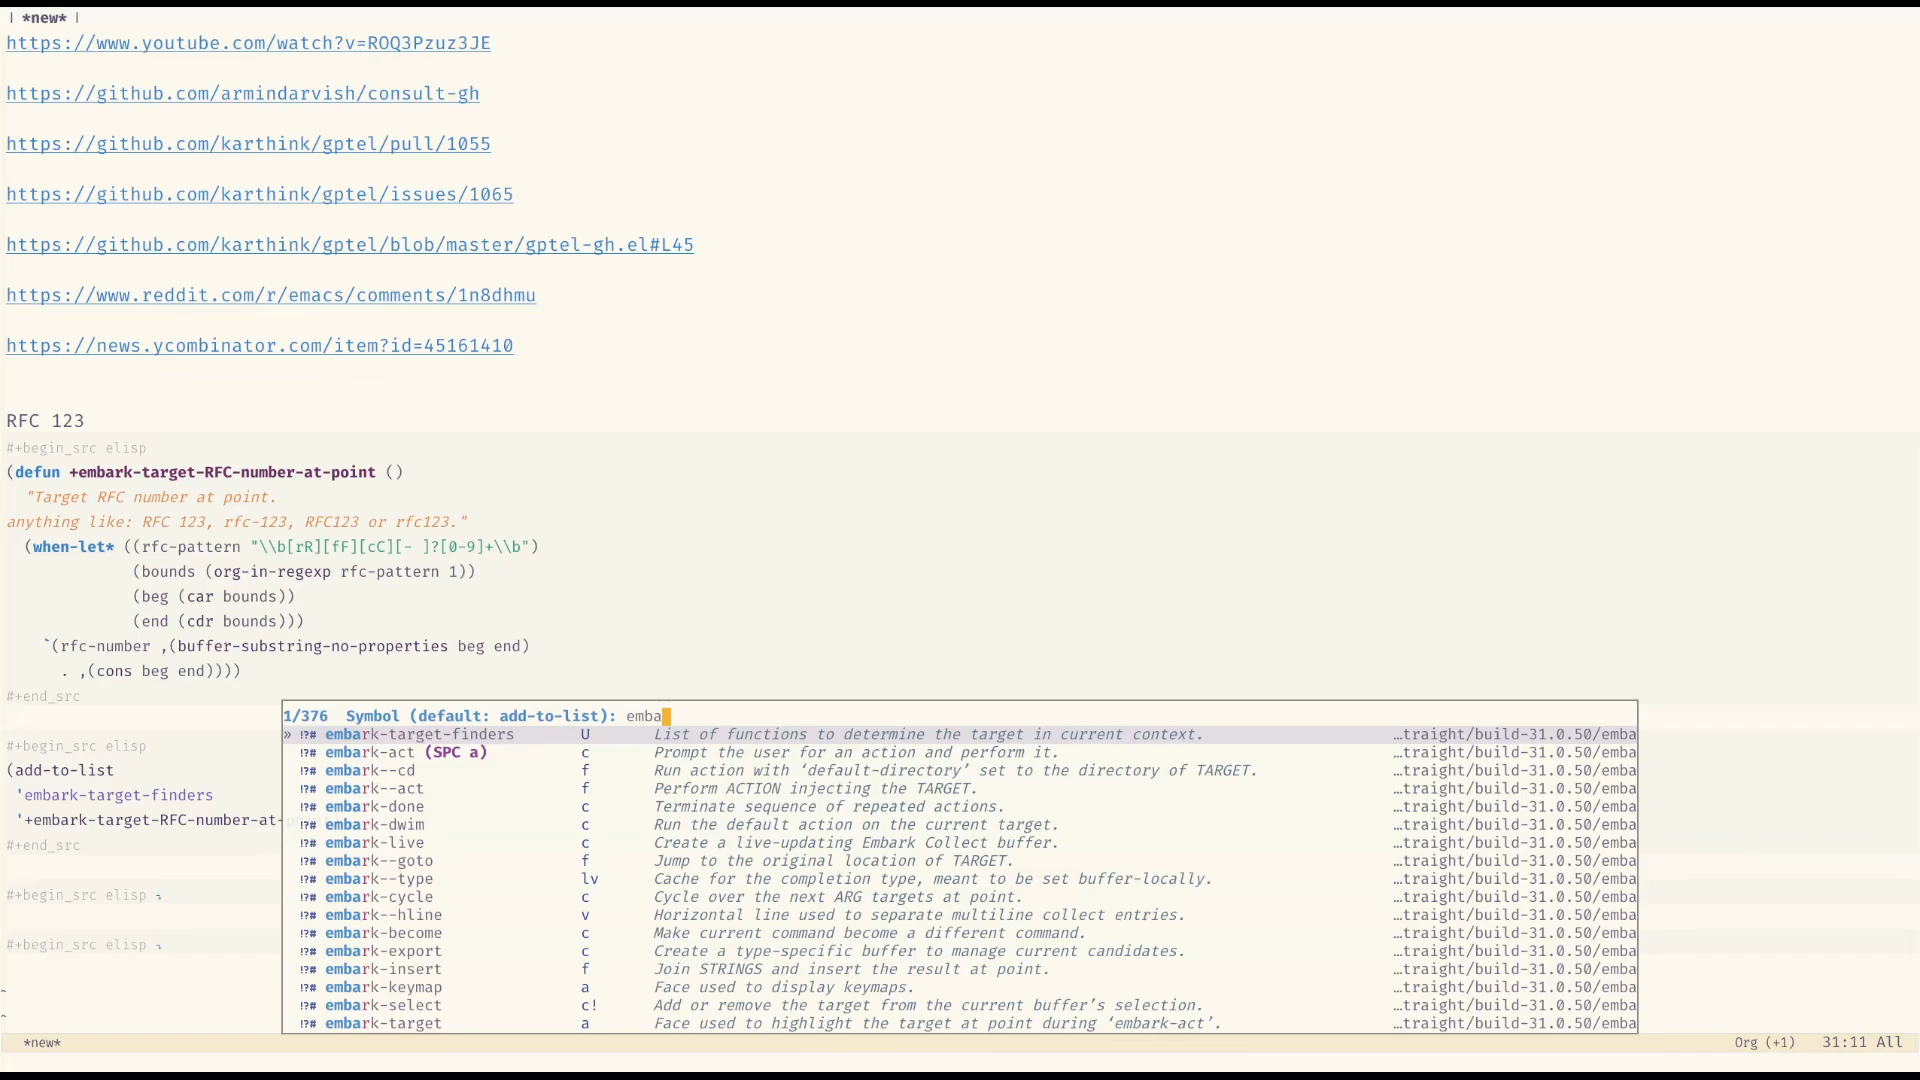 | *new* |
https://www.youtube.com/watch?v=ROQ3Pzuz3JE
https://github.com/armindarvish/consult-gh
https://github.com/karthink/gptel/pull/1055
https://github.com/karthink/gptel/issues/1065
https://github.com/karthink/gptel/blob/master/gptel-gh.el#L45
https://www.reddit.com/r/emacs/comments/1n8dhmu
https://news.ycombinator.com/item?id=45161410
RFC 123
#+begin_src elisp
(defun +embark-target-RFC-number-at-point ()
"Target RFC number at point.
anything like: RFC 123, rfc-123, RFC123 or rfc123."
(when-let* ((rfc-pattern "\\b[rR][fF][cC][- ]?[0-9]+\\b")
(bounds (org-in-regexp rfc-pattern 1))
(beg (car bounds))
(end (cdr bounds)))
`(rfc-number ,(buffer-substring-no-properties beg end)
. ,(cons beg end))))
#+end_src
#+begin_src elisp
(add-to-list
'embark-target-finders
'+embark-target-RFC-number-at-
#+end_src
#+begin_src elisp
#+begin_src elisp
1/376 Symbol (default: add-to-list): emba
» !?# embark-target-finders U List of functions to determine the target in current context. …traight/build-31.0.50/emba
!?# embark-act (SPC a) c Prompt the user for an action and perform it. …traight/build-31.0.50/emba
!?# embark--cd f Run action with ‘default-directory’ set to the directory of TARGET. …traight/build-31.0.50/emba
!?# embark--act f Perform ACTION injecting the TARGET. …traight/build-31.0.50/emba
!?# embark-done c Terminate sequence of repeated actions. …traight/build-31.0.50/emba
!?# embark-dwim c Run the default action on the current target. …traight/build-31.0.50/emba
!?# embark-live c Create a live-updating Embark Collect buffer. …traight/build-31.0.50/emba
!?# embark--goto f Jump to the original location of TARGET. …traight/build-31.0.50/emba
!?# embark--type lv Cache for the completion type, meant to be set buffer-locally. …traight/build-31.0.50/emba
!?# embark-cycle c Cycle over the next ARG targets at point. …traight/build-31.0.50/emba
!?# embark--hline v Horizontal line used to separate multiline collect entries. …traight/build-31.0.50/emba
!?# embark-become c Make current command become a different command. …traight/build-31.0.50/emba
!?# embark-export c Create a type-specific buffer to manage current candidates. …traight/build-31.0.50/emba
!?# embark-insert f Join STRINGS and insert the result at point. …traight/build-31.0.50/emba
!?# embark-keymap a Face used to display keymaps. …traight/build-31.0.50/emba
!?# embark-select c! Add or remove the target from the current buffer’s selection. …traight/build-31.0.50/emba
!?# embark-target a Face used to highlight the target at point during ‘embark-act’. …traight/build-31.0.50/emba
*new* Org (+1) 31:11 All